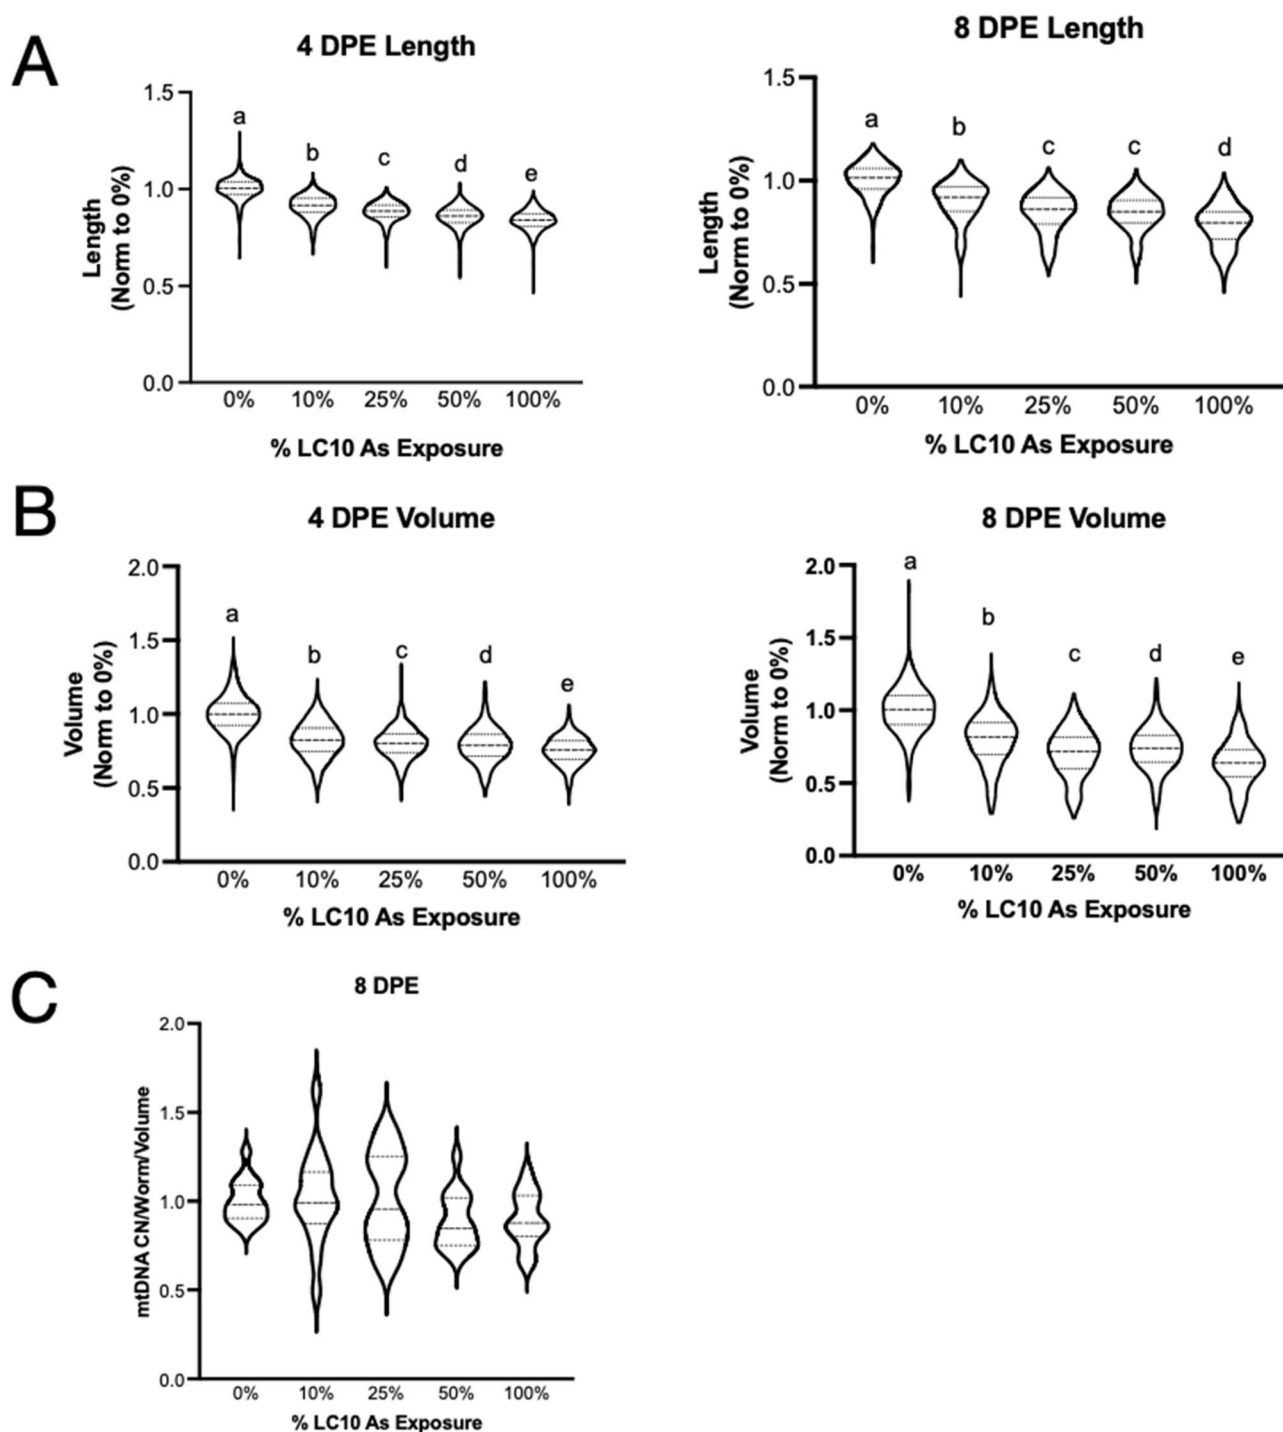 A
4 DPE Length
Length
(Norm to 0%)
1.5
1.0
0.5
0.0
a
b
c
d
e
0% 10% 25% 50% 100%
% LC10 As Exposure
8 DPE Length
Length
(Norm to 0%)
1.5
1.0
0.5
0.0
a
b
c
c
d
0% 10% 25% 50% 100%
% LC10 As Exposure
B
4 DPE Volume
Volume
(Norm to 0%)
2.0
1.5
1.0
0.5
0.0
a
b
c
d
e
0% 10% 25% 50% 100%
% LC10 As Exposure
8 DPE Volume
Volume
(Norm to 0%)
2.0
1.5
1.0
0.5
0.0
a
b
c
d
e
0% 10% 25% 50% 100%
% LC10 As Exposure
C
8 DPE
mtDNA CN/Worm/Volume
2.0
1.5
1.0
0.5
0.0
0% 10% 25% 50% 100%
% LC10 As Exposure